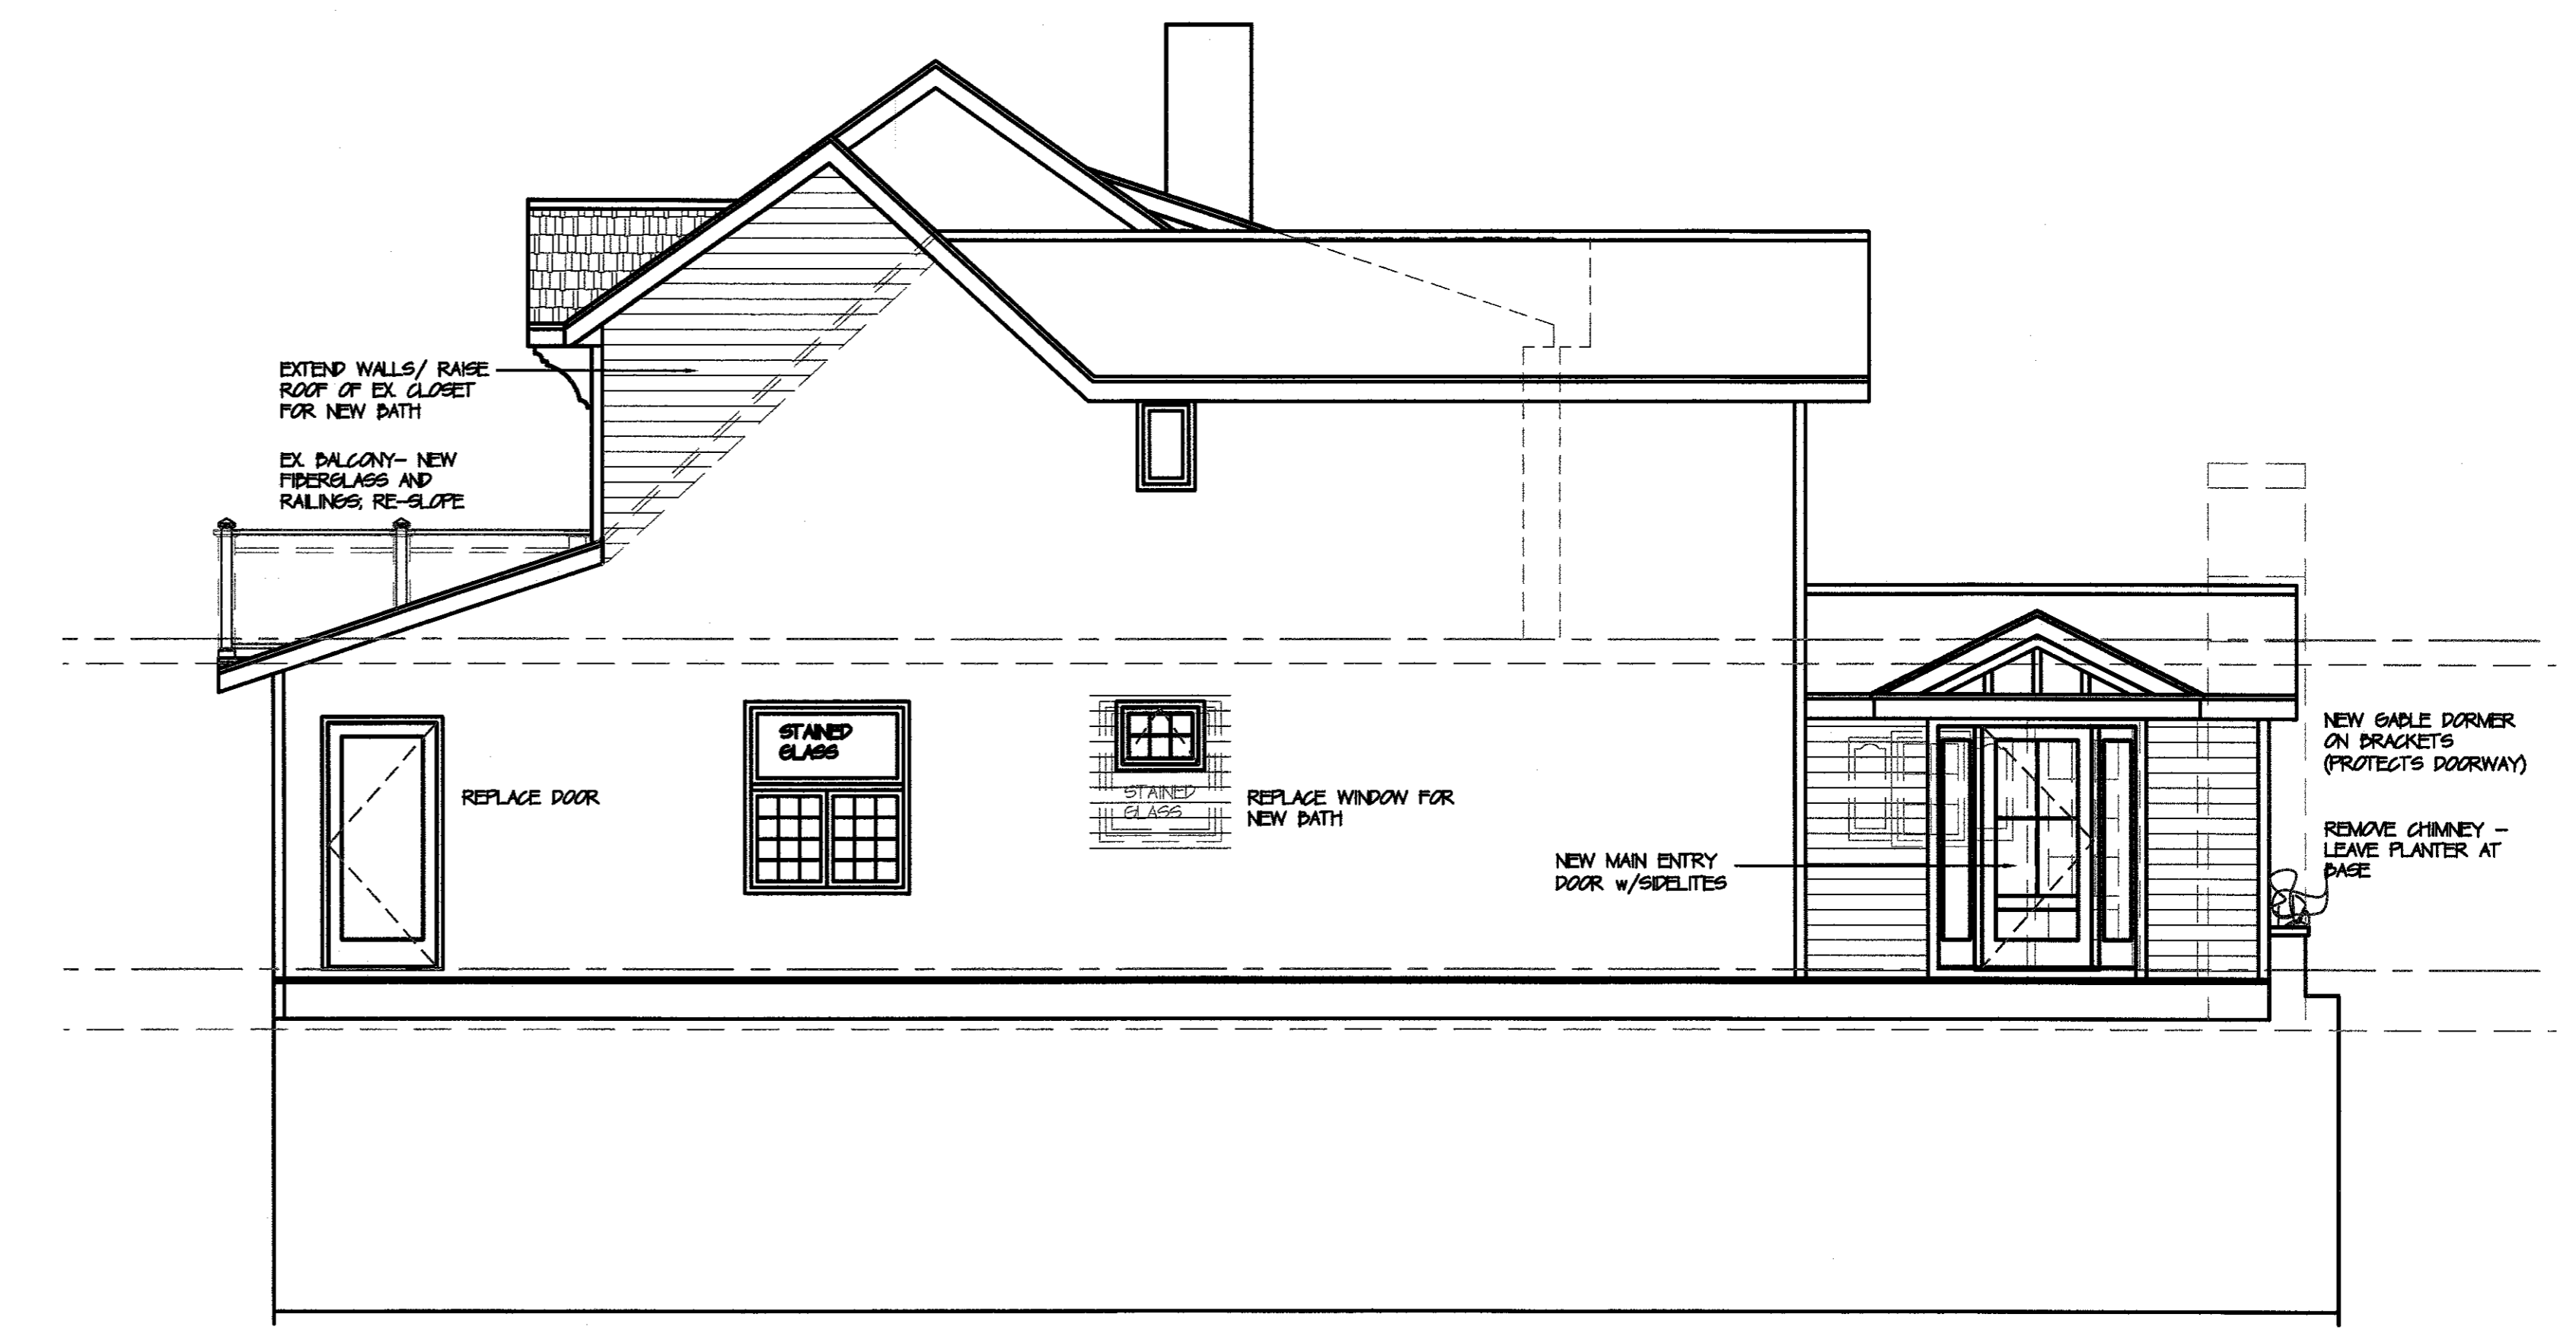 EXTEND WALLS/ RAISE
ROOF OF EX. CLOSET
FOR NEW BATH
EX. BALCONY- NEW
FIBERGLASS AND
RAILINGS; RE-SLOPE
REPLACE DOOR
STAINED
GLASS
STAINED
GLASS
REPLACE WINDOW FOR
NEW BATH
NEW MAIN ENTRY
DOOR w/SIDELITES
NEW GABLE DORMER
ON BRACKETS
(PROTECTS DOORWAY)
REMOVE CHIMNEY -
LEAVE PLANTER AT
BASE